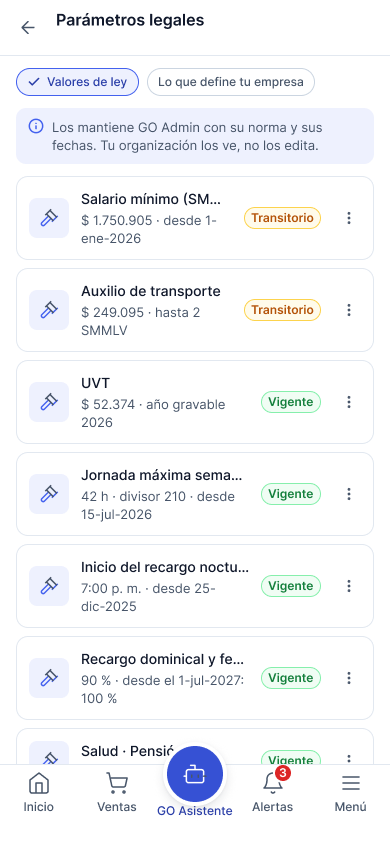 Parámetros legales
Valores de ley
Lo que define tu empresa
Los mantiene GO Admin con su norma y sus
fechas. Tu organización los ve, no los edita.
Salario mínimo (SM...
$ 1.750.905 · desde 1-
ene-2026
Transitorio
Auxilio de transporte
$ 249.095 · hasta 2
SMMLV
Transitorio
UVT
$ 52.374 · año gravable
2026
Vigente
Jornada máxima sema...
42 h · divisor 210 · desde
15-jul-2026
Vigente
Inicio del recargo noctu...
7:00 p. m. · desde 25-
dic-2025
Vigente
Recargo dominical y fe...
90 % · desde el 1-jul-2027:
100 %
Vigente
Salud · Pensió
Vigente
Inicio
Ventas
GO Asistente
3
Alertas
Menú